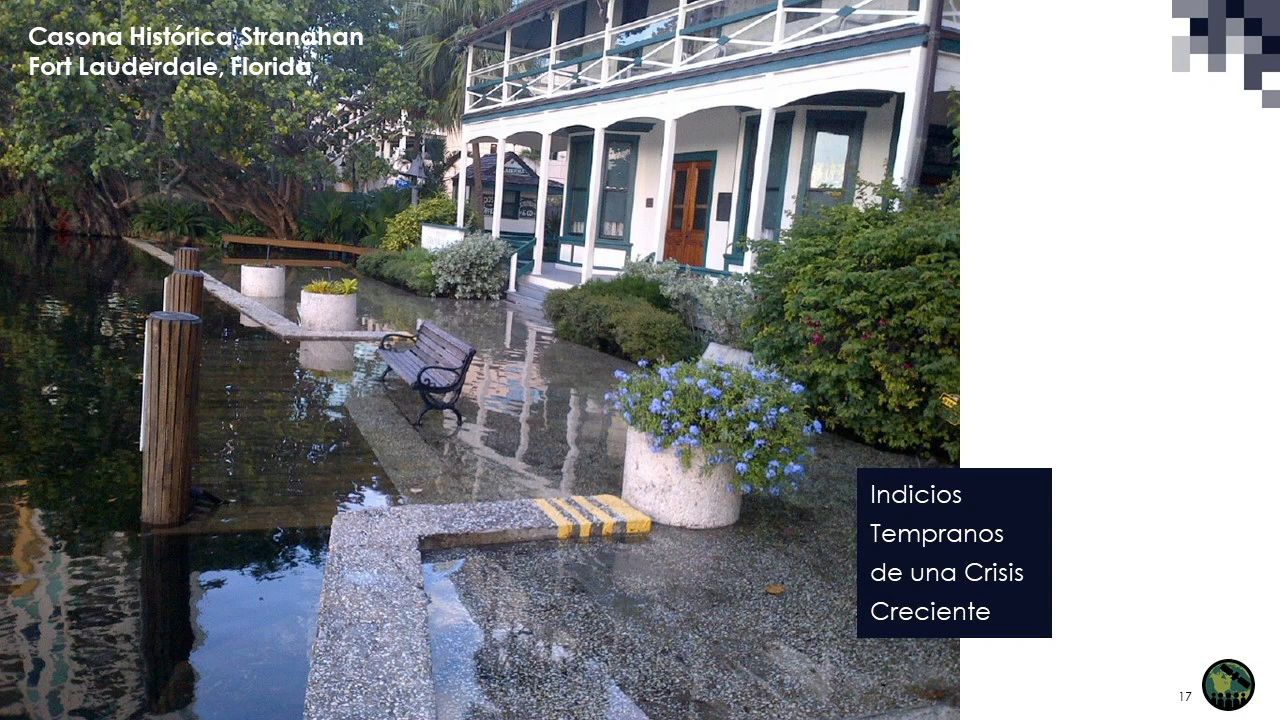 Casona Histórica Stranahan
Fort Lauderdale, Florida
Indicios
Tempranos
de una Crisis
Creciente
17